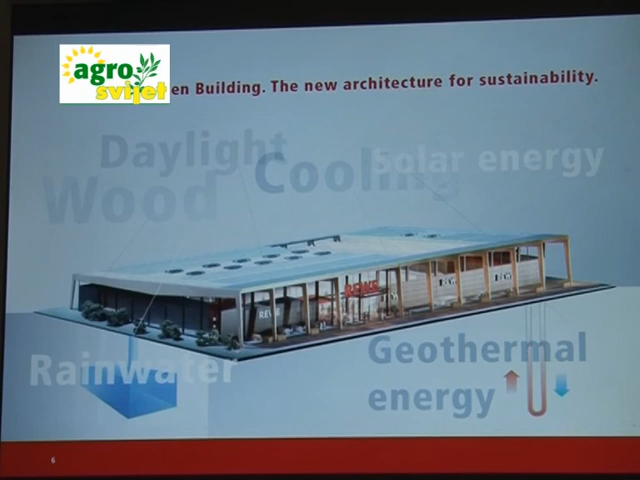 agro
svijet
en Building. The new architecture for sustainability.
Daylight
Solar energy
Cooling
Wood
REWE
Rainwater
Geothermal
energy
6